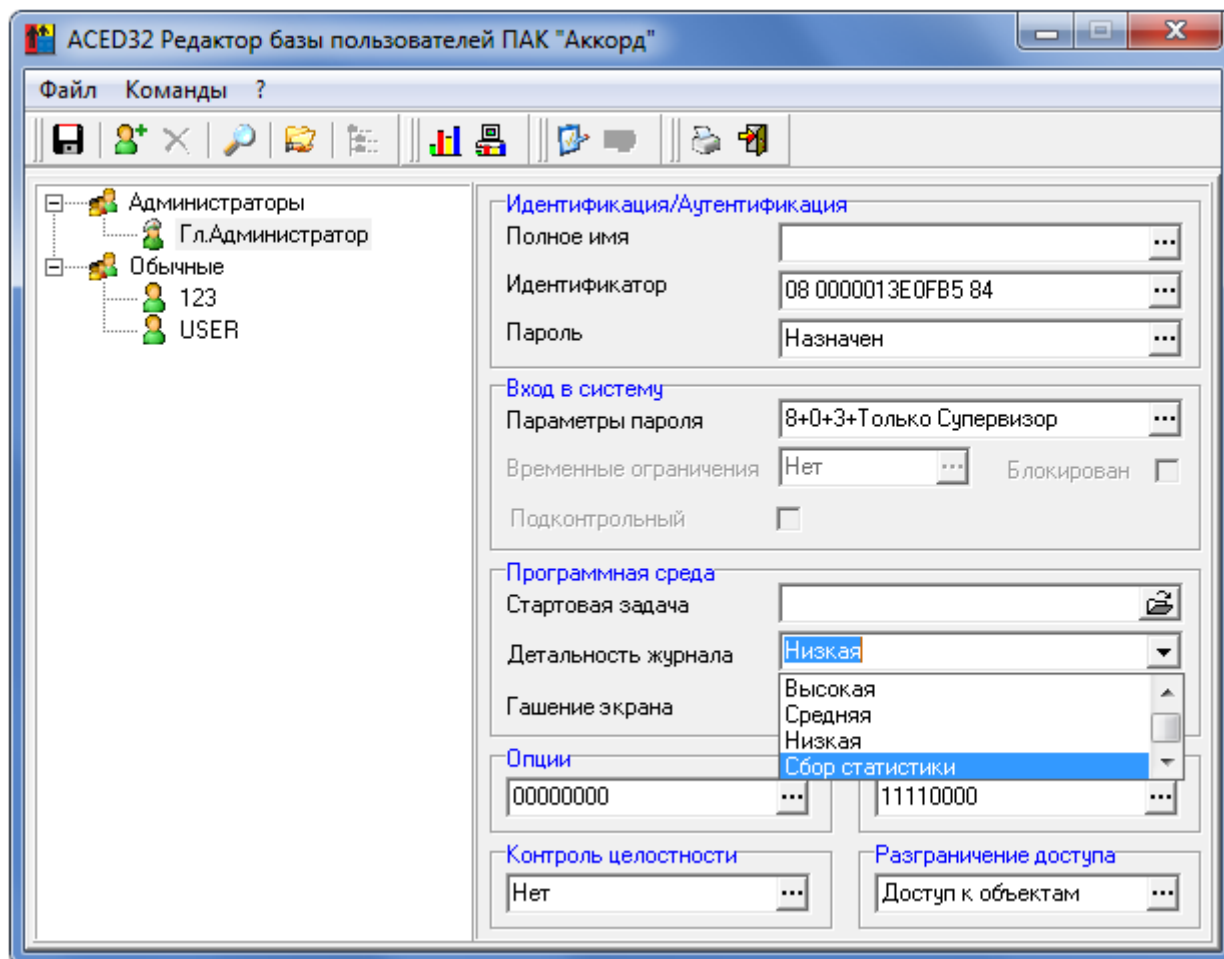 ACED32 Редактор базы пользователей ПАК "Аккорд"
Файл Команды ?
Администраторы
Гл.Администратор
Обычные
123
USER
Идентификация/Аутентификация
Полное имя ...
Идентификатор 08 0000013E0FB5 84 ...
Пароль Назначен ...
Вход в систему
Параметры пароля 8+0+3+Только Супервизор ...
Временные ограничения Нет ... Блокирован
Подконтрольный
Программная среда
Стартовая задача
Детальность журнала Низкая
Высокая
Гашение экрана Средняя
Низкая
Опции Сбор статистики
00000000 ... 11110000 ...
Контроль целостности Разграничение доступа
Нет ... Доступ к объектам ...